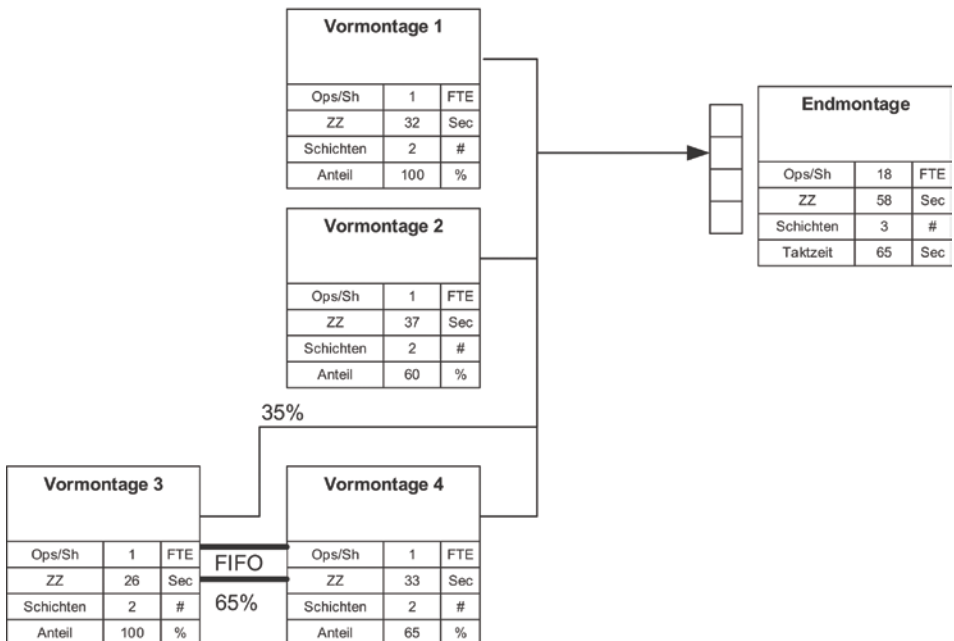 Vormontage 1
Ops/Sh 1 FTE
ZZ 32 Sec
Schichten 2 #
Anteil 100 %
Endmontage
Ops/Sh 18 FTE
ZZ 58 Sec
Schichten 3 #
Taktzeit 65 Sec
Vormontage 2
Ops/Sh 1 FTE
ZZ 37 Sec
Schichten 2 #
Anteil 60 %
35%
Vormontage 3
Ops/Sh 1 FTE
ZZ 26 Sec
Schichten 2 #
Anteil 100 %
FIFO
65%
Vormontage 4
Ops/Sh 1 FTE
ZZ 33 Sec
Schichten 2 #
Anteil 65 %